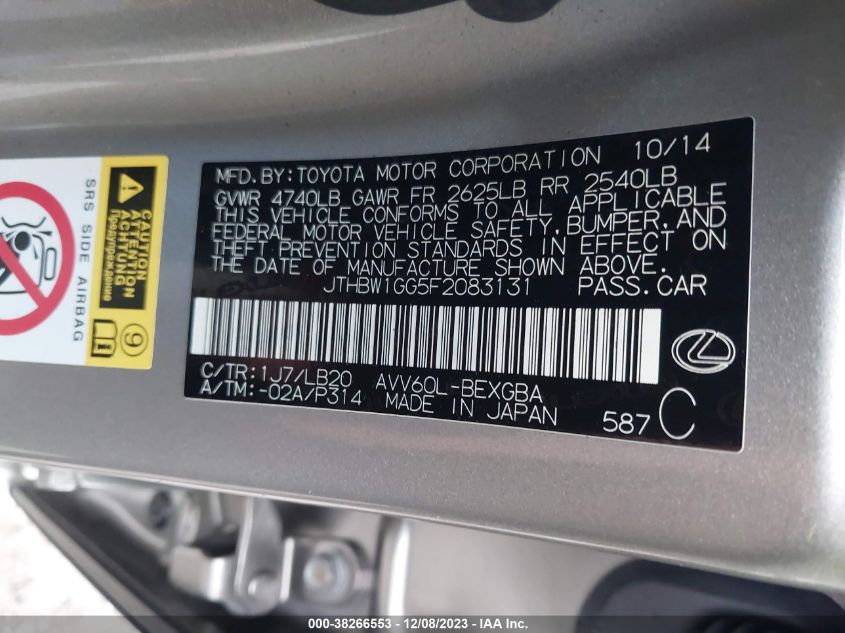 MFD.BY:TOYOTA MOTOR CORPORATION 10/14
GVWR 4740LB GAWR FR 2625LB RR 2540LB
THIS VEHICLE CONFORMS TO ALL APPLICABLE
FEDERAL MOTOR VEHICLE SAFETY,BUMPER,AND
THEFT PREVENTION STANDARDS IN EFFECT ON
THE DATE OF MANUFACTURE SHOWN ABOVE.
JTHBW1GG5F2083131 PASS.CAR
C/TR:1J7/LB20 AVV60L-BEXGBA
A/TM:-02A/P314 MADE IN JAPAN
587 C
SRS SIDE AIRBAG
CAUTION
ATTENTION
ACHTUNG
Предупреждение
9
000-38266553 - 12/08/2023 - IAA Inc.